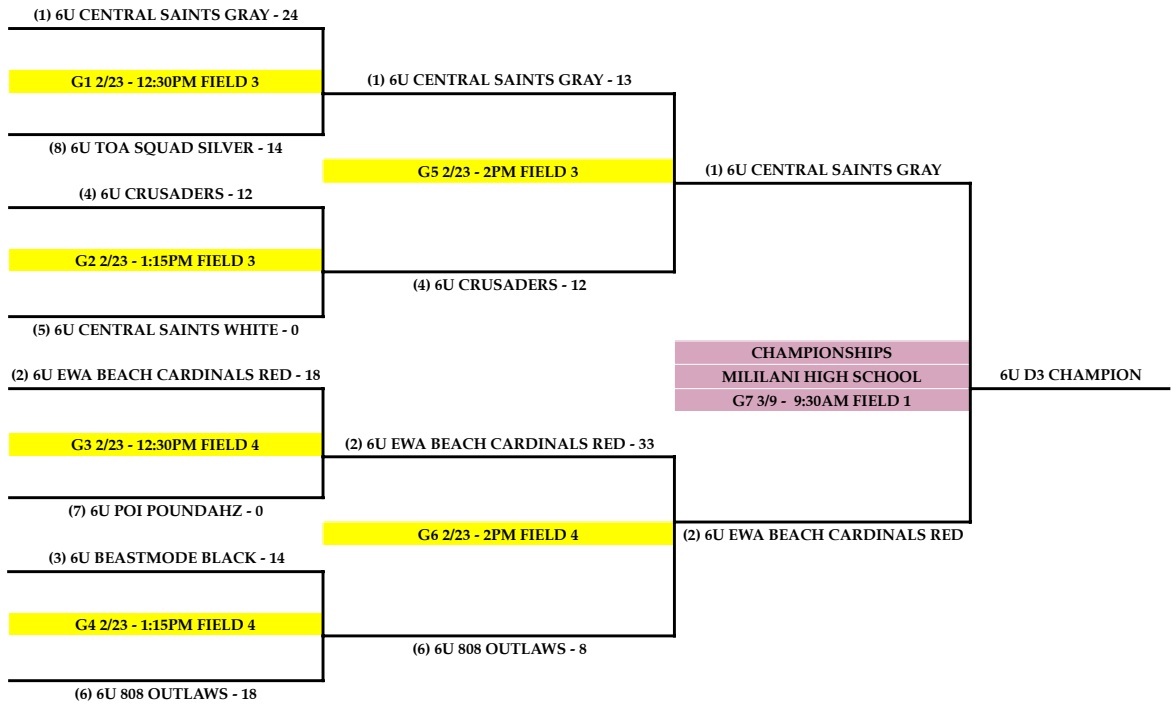 (1) 6U CENTRAL SAINTS GRAY - 24
G1 2/23 - 12:30PM FIELD 3
(8) 6U TOA SQUAD SILVER - 14
(4) 6U CRUSADERS - 12
G2 2/23 - 1:15PM FIELD 3
(5) 6U CENTRAL SAINTS WHITE - 0
(2) 6U EWA BEACH CARDINALS RED - 18
G3 2/23 - 12:30PM FIELD 4
(7) 6U POI POUNDAHZ - 0
(3) 6U BEASTMODE BLACK - 14
G4 2/23 - 1:15PM FIELD 4
(6) 6U 808 OUTLAWS - 18
(1) 6U CENTRAL SAINTS GRAY - 13
G5 2/23 - 2PM FIELD 3
(4) 6U CRUSADERS - 12
(2) 6U EWA BEACH CARDINALS RED - 33
G6 2/23 - 2PM FIELD 4
(6) 6U 808 OUTLAWS - 8
(1) 6U CENTRAL SAINTS GRAY
CHAMPIONSHIPS
MILILANI HIGH SCHOOL
G7 3/9 - 9:30AM FIELD 1
(2) 6U EWA BEACH CARDINALS RED
6U D3 CHAMPION